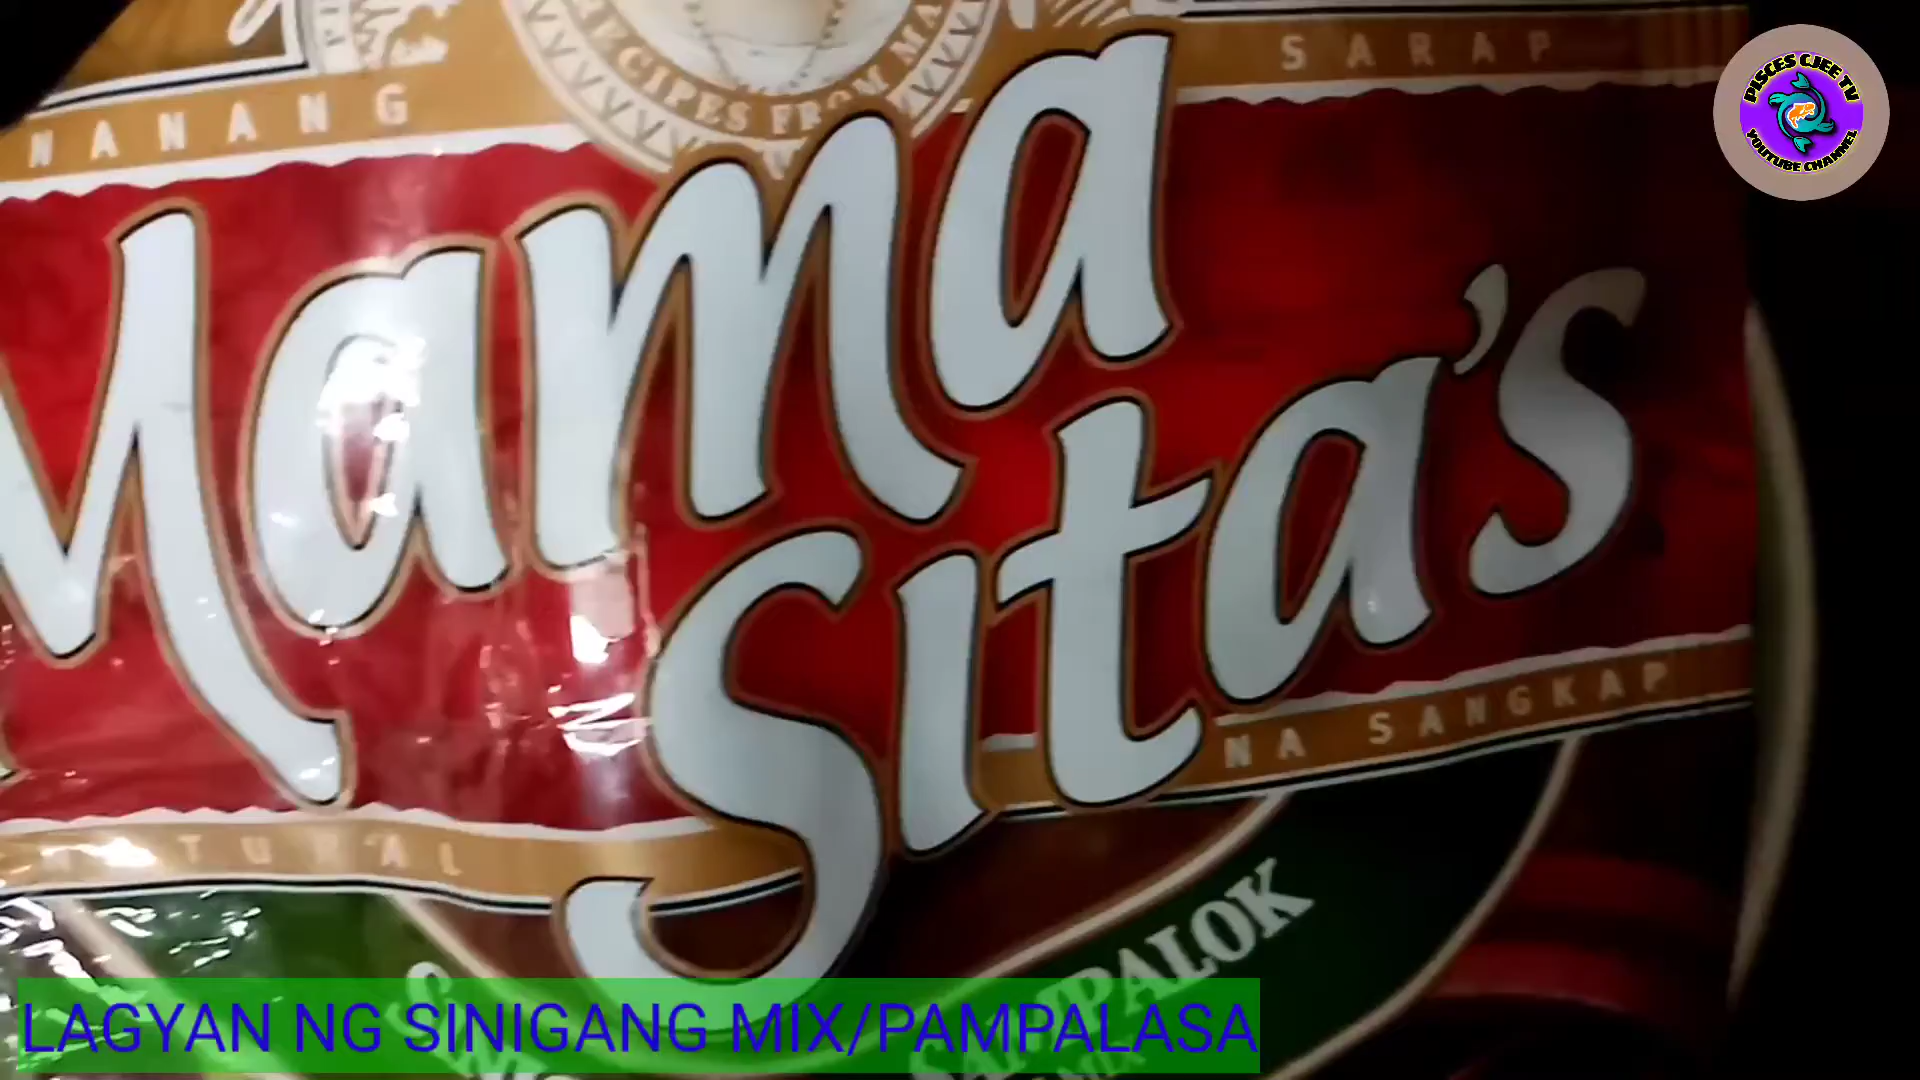 NANANG SARAP
RECIPES FROM MA
PISCES CJEE TV
YOUTUBE CHANNEL
Mama
Sita's
NATURAL NA SANGKAP
SAMPALOK
LAGYAN NG SINIGANG MIX/PAMPALASA